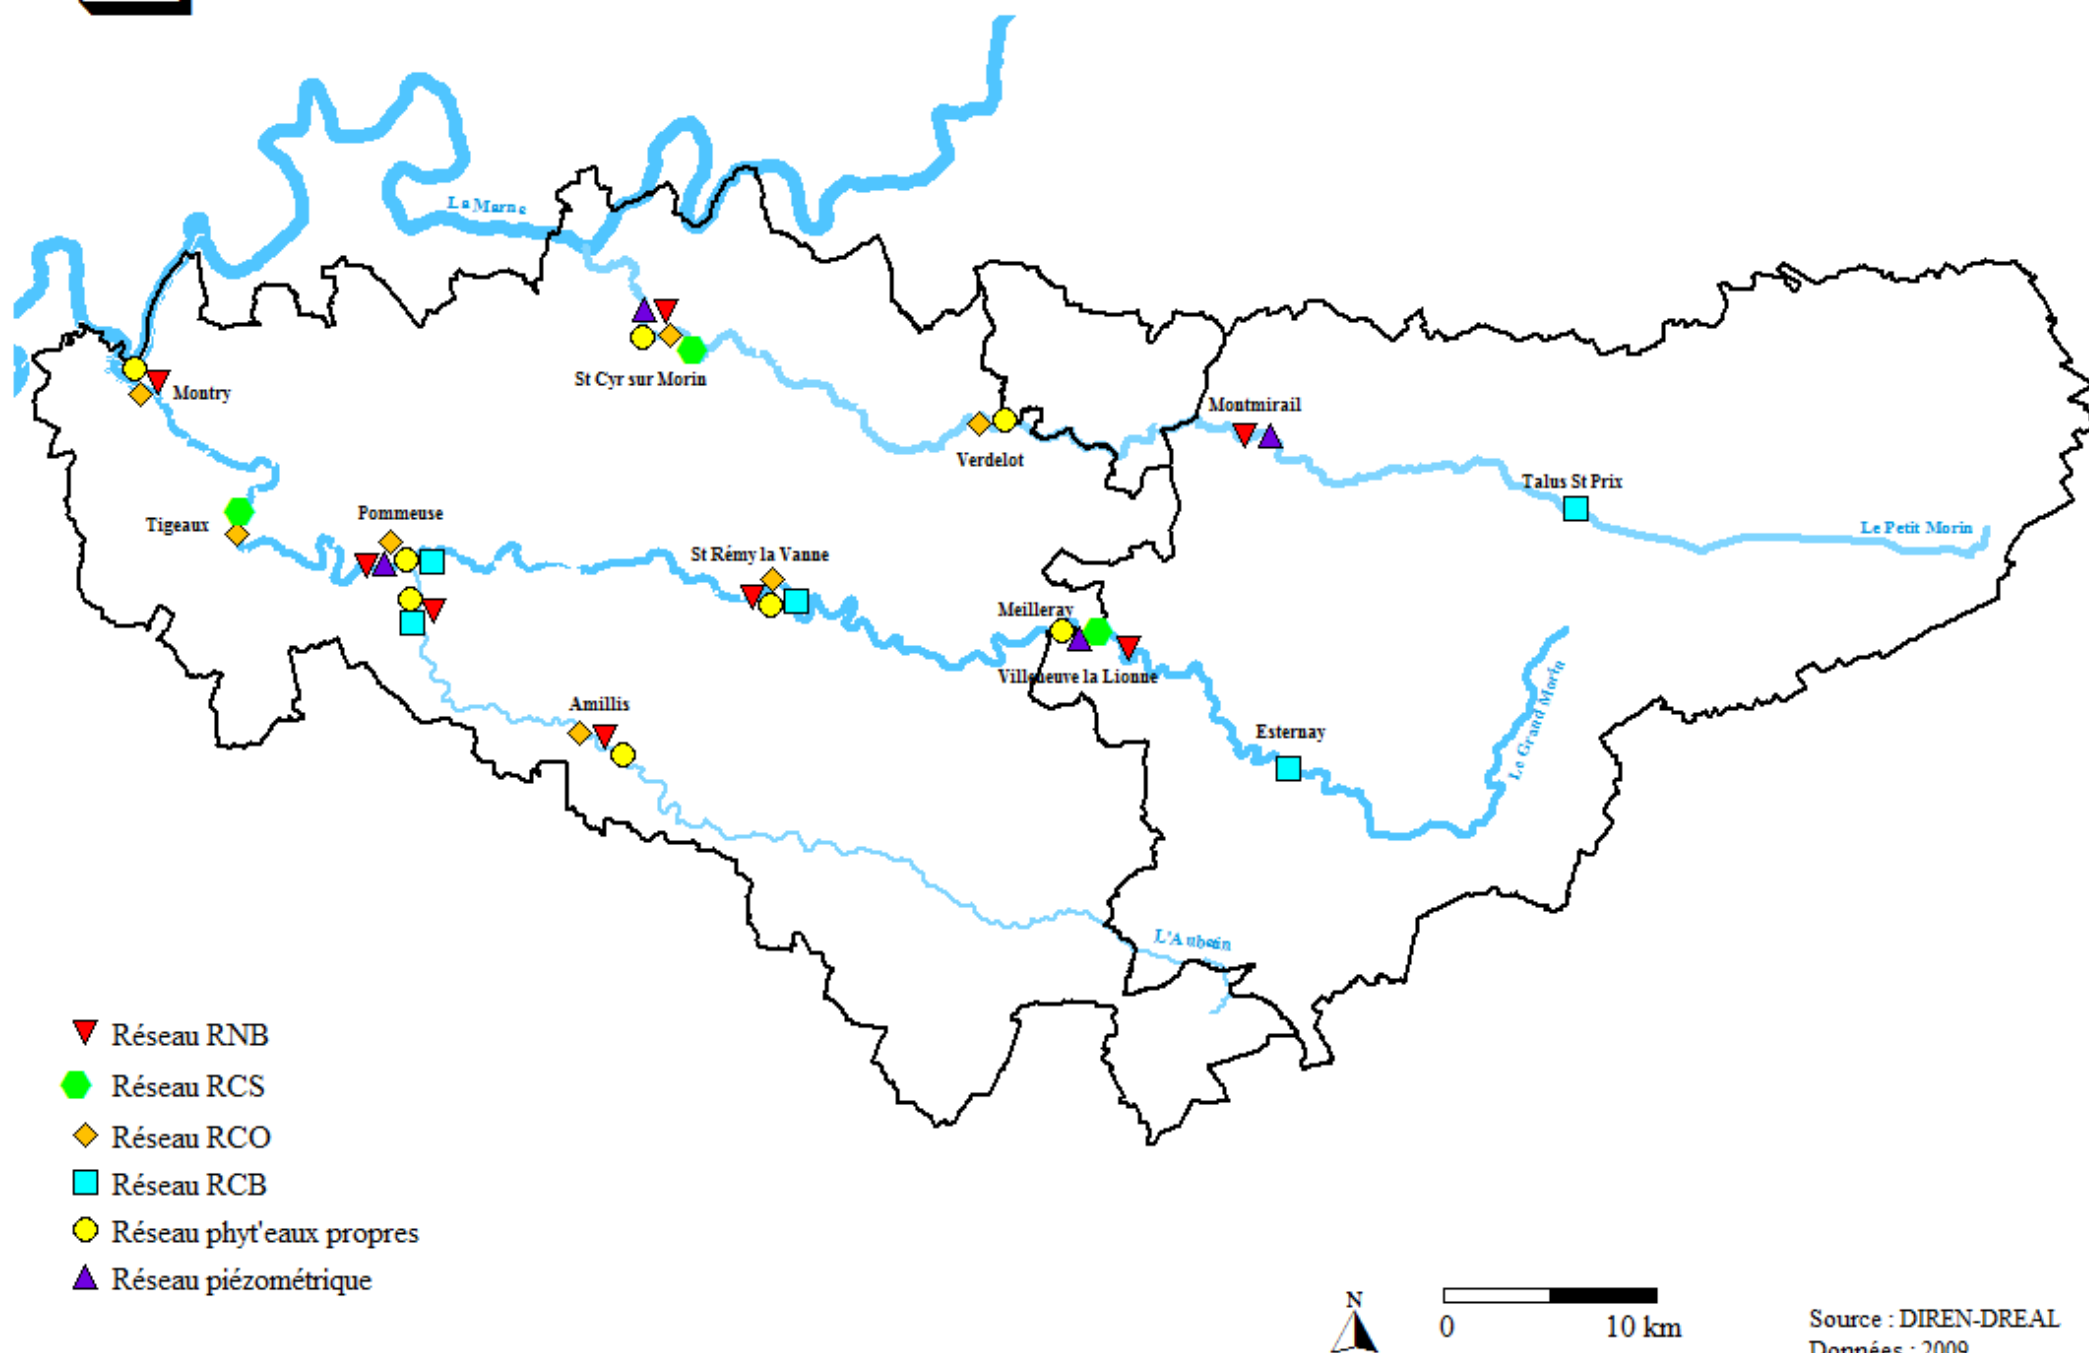 La Marne
Montry
St Cyr sur Morin
Montmirail
Verdelot
Talus St Prix
Tigeaux
Pommeuse
Le Petit Morin
St Rémy la Vanne
Meilleray
Villeneuve la Lionne
Amillis
Esternay
Le Grand Morin
L'Aubetin
Réseau RNB
Réseau RCS
Réseau RCO
Réseau RCB
Réseau phyt'eaux propres
Réseau piézométrique
N
0 10 km
Source : DIREN-DREAL
Données : 2009